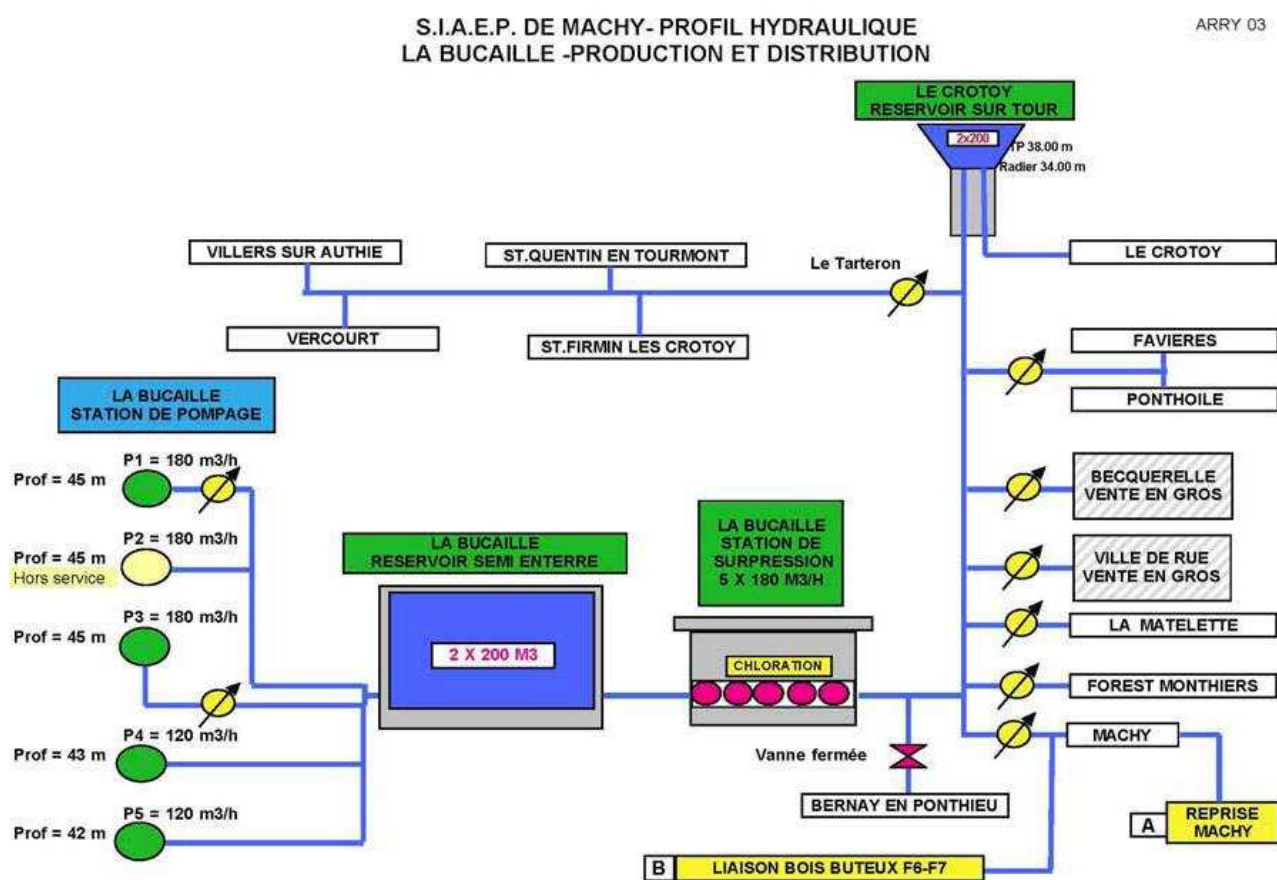 S.I.A.E.P. DE MACHY- PROFIL HYDRAULIQUE
LA BUCAILLE -PRODUCTION ET DISTRIBUTION
ARRY 03
LE CROTOY
RESERVOIR SUR TOUR
2x200
TP 38.00 m
Radier 34.00 m
VILLERS SUR AUTHIE
ST.QUENTIN EN TOURMONT
Le Tarteron
LE CROTOY
VERCOURT
ST.FIRMIN LES CROTOY
FAVIERES
PONTHOILE
LA BUCAILLE
STATION DE POMPAGE
P1 = 180 m3/h
Prof = 45 m
P2 = 180 m3/h
Prof = 45 m
Hors service
P3 = 180 m3/h
Prof = 45 m
P4 = 120 m3/h
Prof = 43 m
P5 = 120 m3/h
Prof = 42 m
LA BUCAILLE
RESERVOIR SEMI ENTERRE
2 X 200 M3
LA BUCAILLE
STATION DE
SURPRESSION
5 X 180 M3/H
CHLORATION
BECQUERELLE
VENTE EN GROS
VILLE DE RUE
VENTE EN GROS
LA MATELETTE
FOREST MONTHIERS
MACHY
Vanne fermée
BERNAY EN PONTHIEU
A
REPRISE
MACHY
B
LIAISON BOIS BUTEUX F6-F7